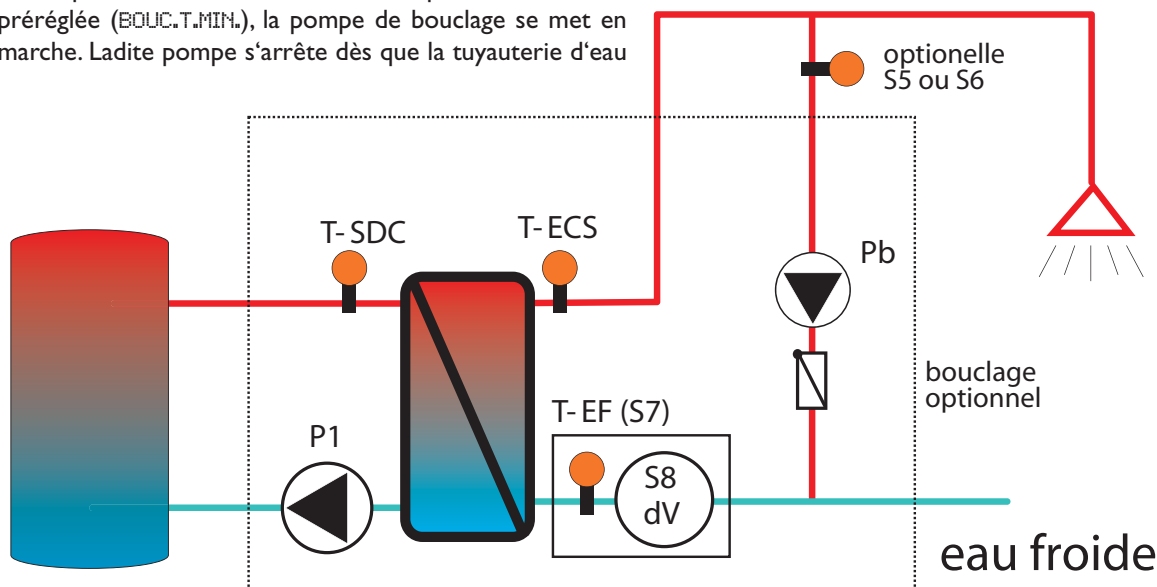 préréglée (BOUC.T.MIN.), la pompe de bouclage se met en
marche. Ladite pompe s‘arrête dès que la tuyauterie d‘eau
optionelle
S5 ou S6
T- SDC
T- ECS
Pb
bouclage
optionnel
T- EF (S7)
P1
S8
dV
eau froide